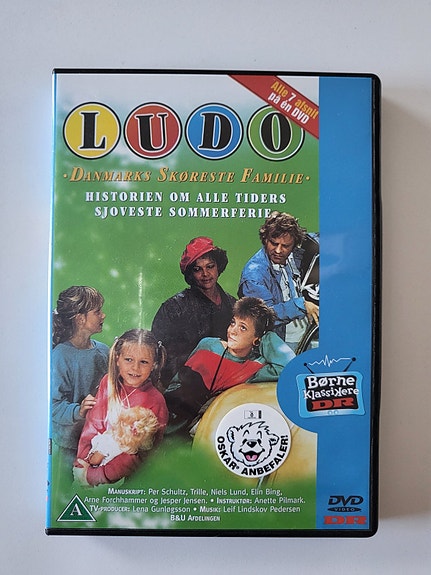 Alle 7 afsnit
på én DVD
LUDO
· DANMARKS SKØRESTE FAMILIE ·
HISTORIEN OM ALLE TIDERS
SJOVESTE SOMMERFERIE
Børne
Klassikere
DR
OSKAR ANBEFALER!
MANUSKRIPT: PER SCHULTZ, TRILLE, NIELS LUND, ELIN BING,
ARNE FORCHHAMMER OG JESPER JENSEN. · INSTRUKTØR: ANETTE PILMARK.
TV-PRODUCER: LENA GUNLØGSSON · MUSIK: LEIF LINDSKOV PEDERSEN
B&U AFDELINGEN
A
DVD
VIDEO
DR